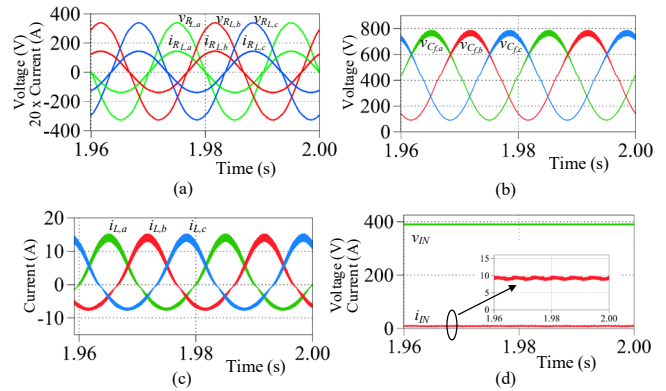 400
200
0
-200
-400
Voltage (V)
20 x Current (A)
v_{R_L,a} v_{R_L,b} v_{R_L,c}
i_{R_L,a} i_{R_L,b} i_{R_L,c}
1.96 1.98 2.00
Time (s)
(a)
800
600
400
200
0
Voltage (V)
v_{Cf,a} v_{Cf,b} v_{Cf,c}
1.96 1.98 2.00
Time (s)
(b)
20
10
0
-10
Current (A)
i_{L,a} i_{L,b} i_{L,c}
1.96 1.98 2.00
Time (s)
(c)
400
200
0
Voltage (V)
Current (A)
v_{IN}
15
10
5
0
1.96 1.98 2.00
i_{IN}
1.96 1.98 2.00
Time (s)
(d)